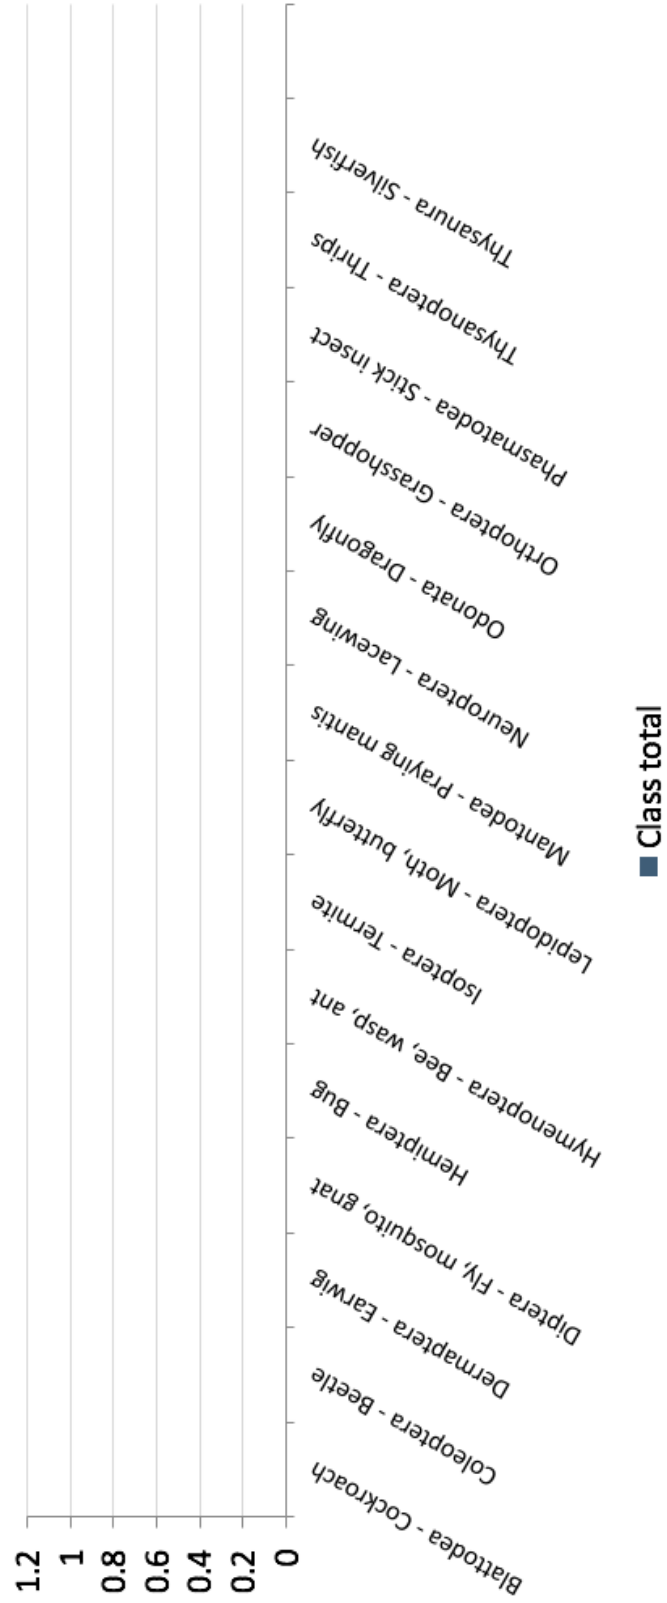 1.2
1
0.8
0.6
0.4
0.2
0
Blattodea - Cockroach
Coleoptera - Beetle
Dermaptera - Earwig
Diptera - Fly, mosquito, gnat
Hemiptera - Bug
Hymenoptera - Bee, wasp, ant
Isoptera - Termite
Lepidoptera - Moth, butterfly
Mantodea - Praying mantis
Neuroptera - Lacewing
Odonata - Dragonfly
Orthoptera - Grasshopper
Phasmatodea - Stick insect
Thysanoptera - Thrips
Thysanura - Silverfish
Class total